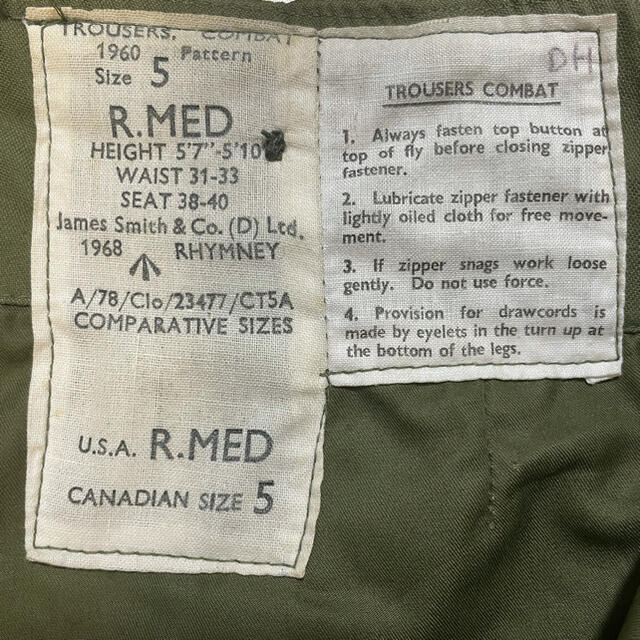 TROUSERS, COMBAT
1960 Pattern
Size 5
R.MED
HEIGHT 5'7"-5'10
WAIST 31-33
SEAT 38-40
James Smith & Co. (D) Ltd.
1968 RHYMNEY
A/78/Clo/23477/CT5A
COMPARATIVE SIZES
U.S.A. R.MED
CANADIAN SIZE 5
DH
TROUSERS COMBAT
1. Always fasten top button at
top of fly before closing zipper
fastener.
2. Lubricate zipper fastener with
lightly oiled cloth for free move-
ment.
3. If zipper snags work loose
gently. Do not use force.
4. Provision for drawcords is
made by eyelets in the turn up at
the bottom of the legs.